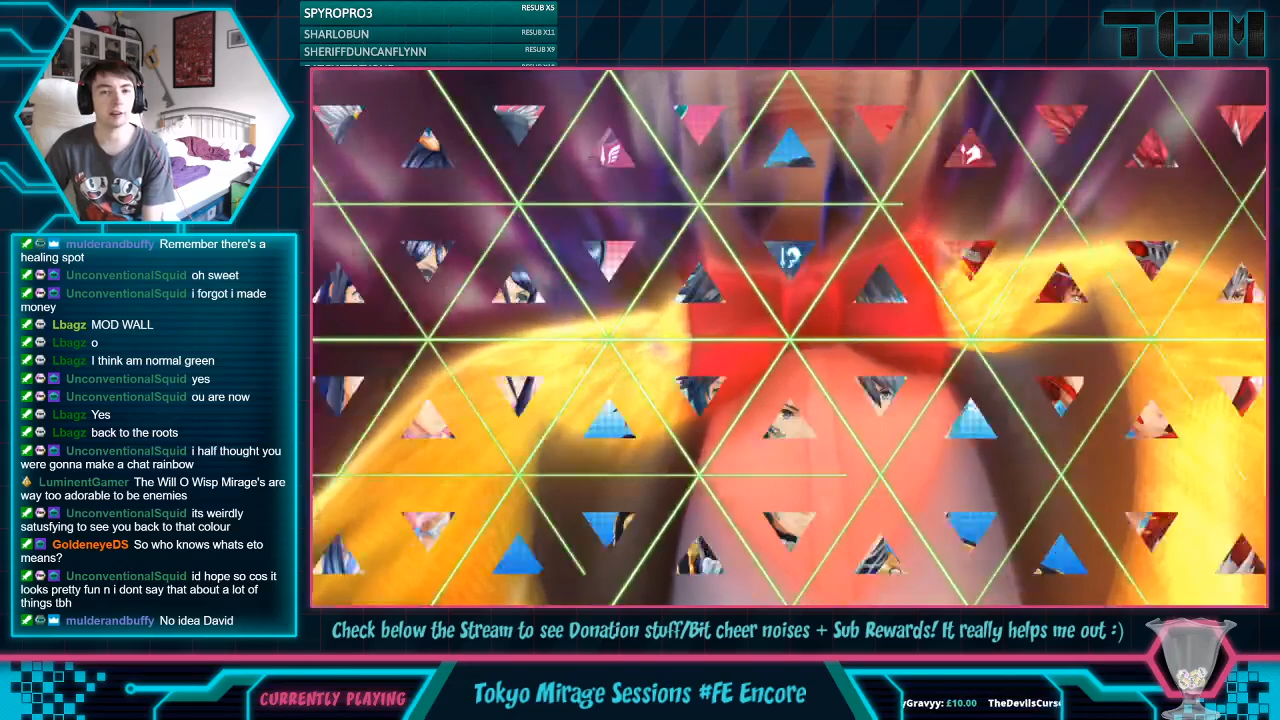 SPYROPRO3 RESUB X5
SHARLOBUN RESUB X11
SHERIFFDUNCANFLYNN RESUB X9
TGM
mulderandbuffy Remember there's a
healing spot
UnconventionalSquid oh sweet
UnconventionalSquid i forgot i made
money
Lbagz MOD WALL
Lbagz o
Lbagz I think am normal green
UnconventionalSquid yes
UnconventionalSquid ou are now
Lbagz Yes
Lbagz back to the roots
UnconventionalSquid i half thought you
were gonna make a chat rainbow
LuminentGamer The Will O Wisp Mirage's are
way too adorable to be enemies
UnconventionalSquid its weirdly
satusfying to see you back to that colour
GoldeneyeDS So who knows whats eto
means?
UnconventionalSquid id hope so cos it
looks pretty fun n i dont say that about a lot of
things tbh
mulderandbuffy No idea David
Check below the Stream to see Donation stuff/Bit cheer noises + Sub Rewards! It really helps me out :)
CURRENTLY PLAYING
Tokyo Mirage Sessions #FE Encore
yGravyy: £10.00 TheDevilsCurs